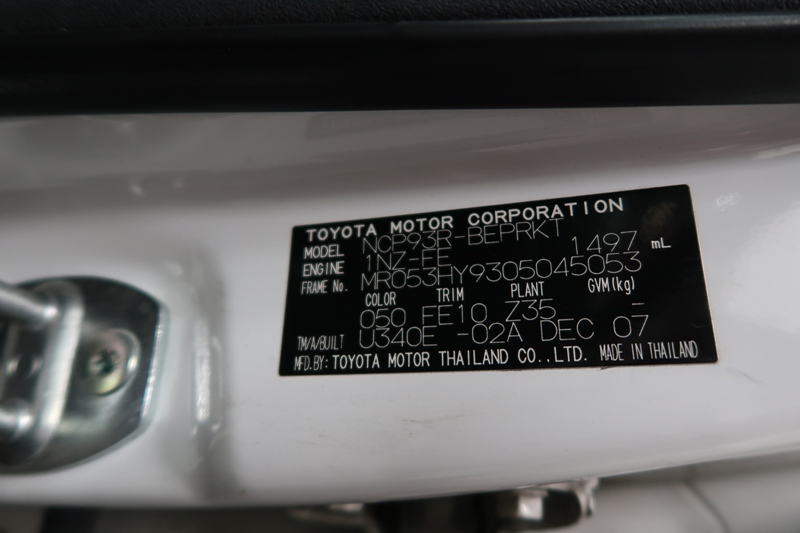 TOYOTA MOTOR CORPORATION
MODEL NCP93R-BEPRKT
ENGINE 1NZ-FE 1497 mL
FRAME No. MR053HY9305045053
COLOR TRIM PLANT GVM(kg)
050 FE10 Z35 –
TM/A/BUILT U340E -02A DEC 07
MFD.BY: TOYOTA MOTOR THAILAND CO.,LTD. MADE IN THAILAND